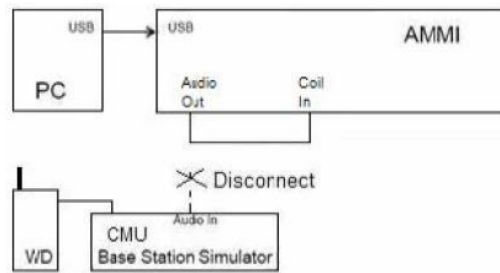 USB
USB
AMMI
PC
Audio
Out
Coil
In
Disconnect
Audio In
CMU
Base Station Simulator
WD